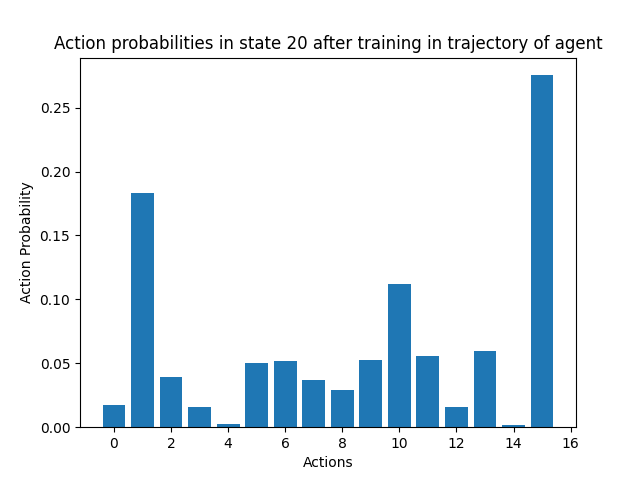 Action probabilities in state 20 after training in trajectory of agent
0.25
0.20
0.15
0.10
0.05
0.00
Action Probability
0 2 4 6 8 10 12 14 16
Actions